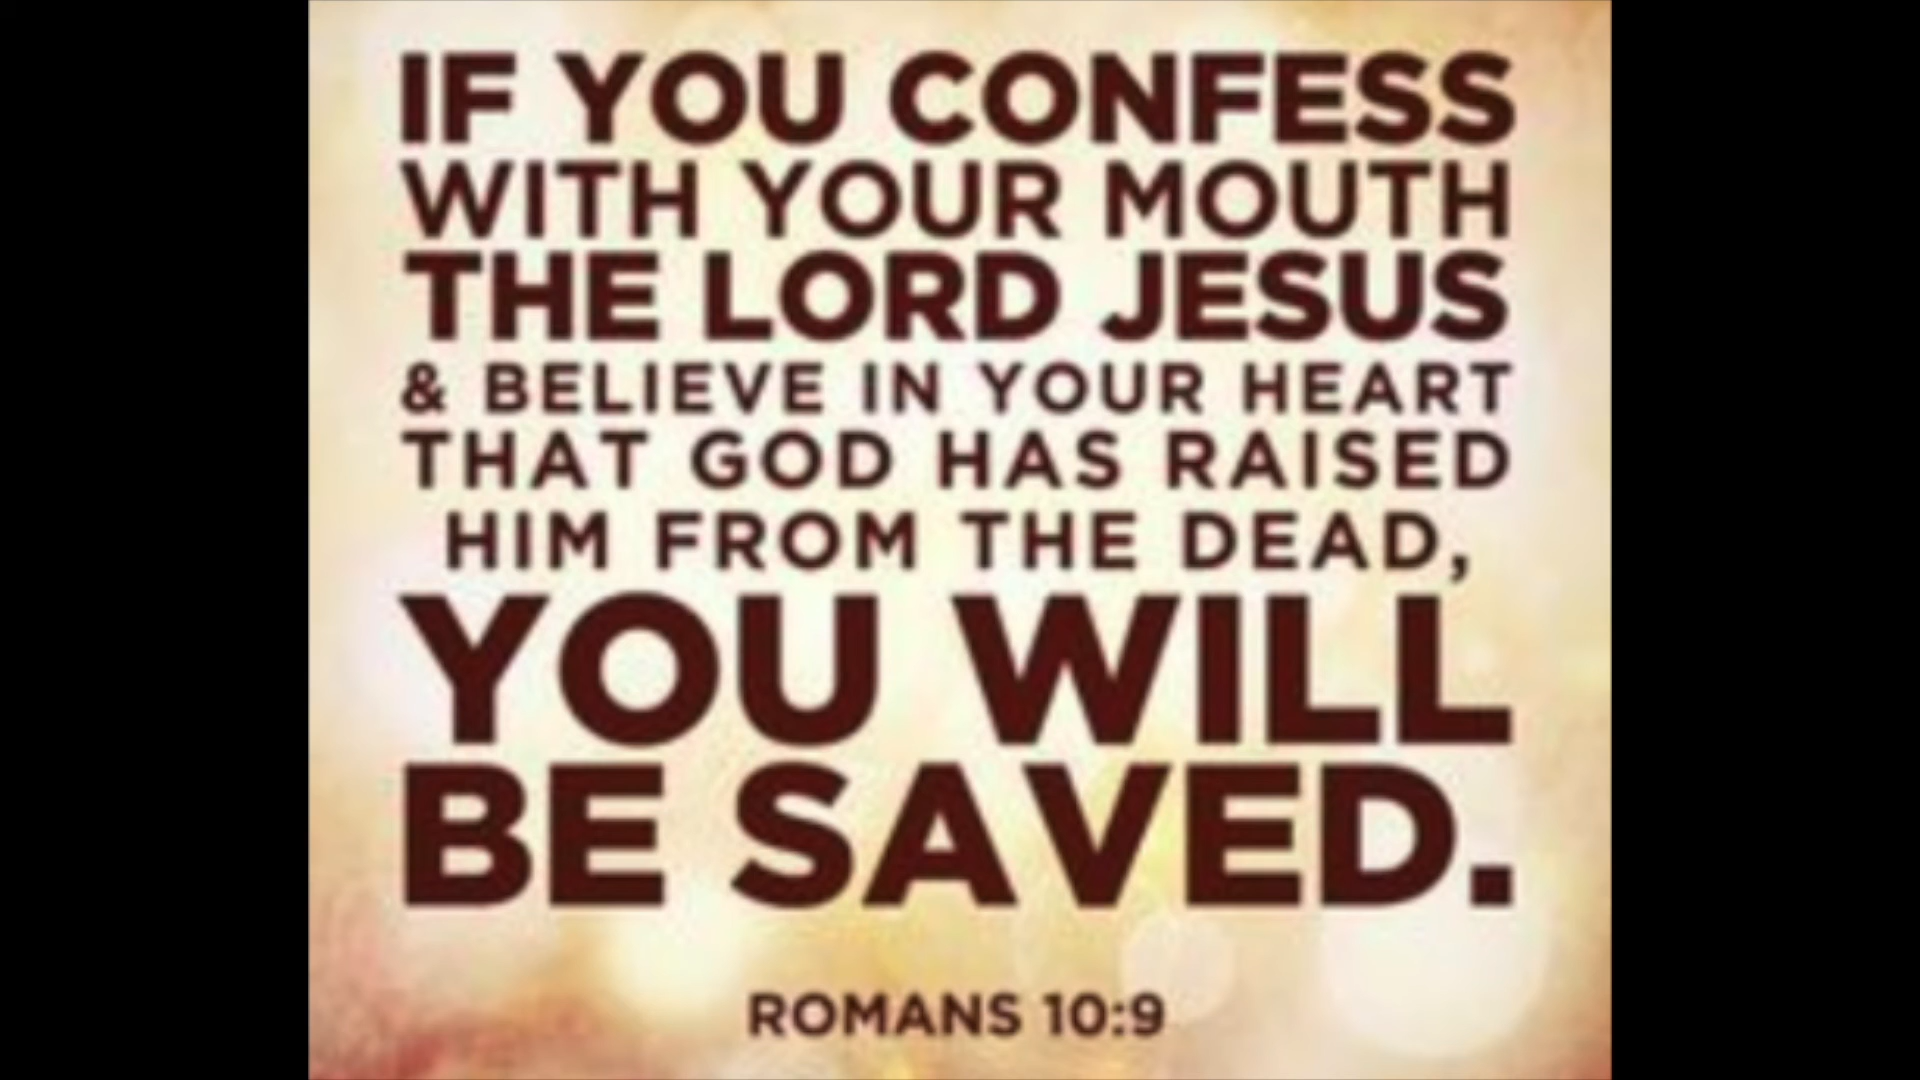 IF YOU CONFESS
WITH YOUR MOUTH
THE LORD JESUS
& BELIEVE IN YOUR HEART
THAT GOD HAS RAISED
HIM FROM THE DEAD,
YOU WILL
BE SAVED.
ROMANS 10:9